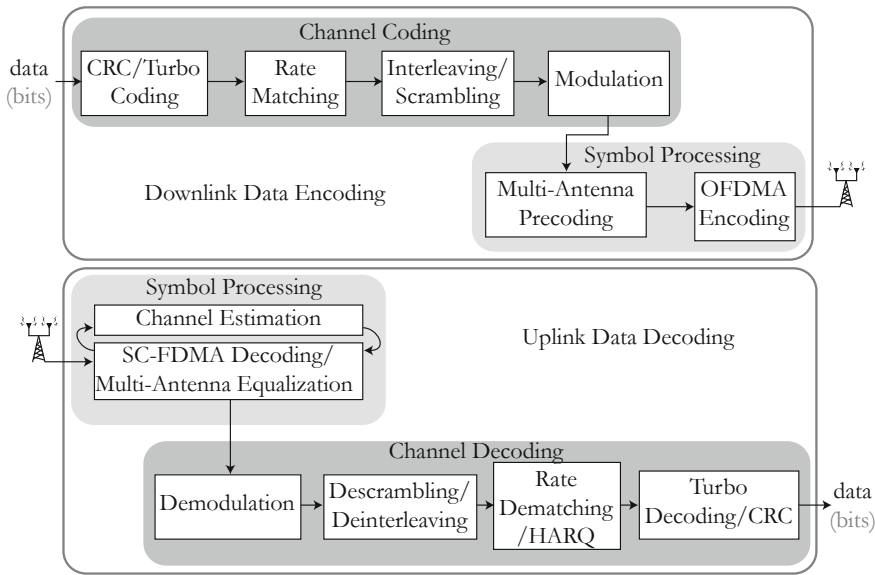 Channel Coding
data
(bits)
CRC/Turbo
Coding
Rate
Matching
Interleaving/
Scrambling
Modulation
Symbol Processing
Downlink Data Encoding
Multi-Antenna
Precoding
OFDMA
Encoding
Symbol Processing
Channel Estimation
SC-FDMA Decoding/
Multi-Antenna Equalization
Uplink Data Decoding
Channel Decoding
Demodulation
Descrambling/
Deinterleaving
Rate
Dematching
/HARQ
Turbo
Decoding/CRC
data
(bits)